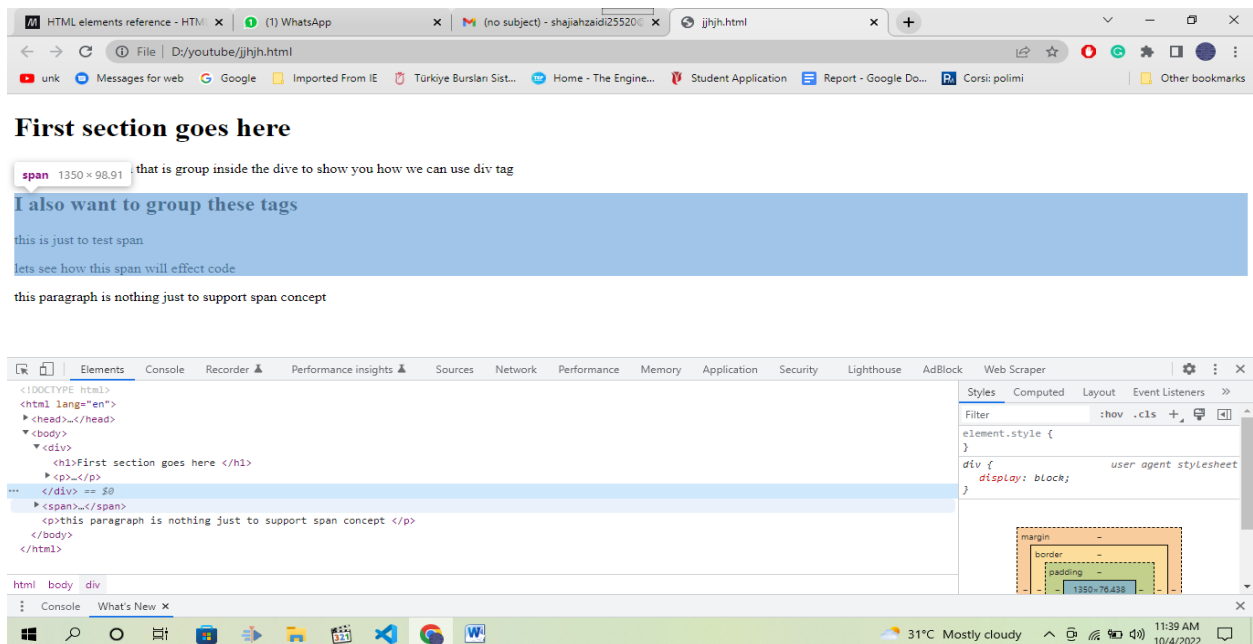 HTML elements reference - HTM
(1) WhatsApp
(no subject) - shajiahzaidi25520@
jjhjh.html
File | D:/youtube/jjhjh.html
unk
Messages for web
Google
Imported From IE
Türkiye Bursları Sist...
Home - The Engine...
Student Application
Report - Google Do...
Corsi: polimi
Other bookmarks
First section goes here
that is group inside the dive to show you how we can use div tag
span 1350 × 98.91
I also want to group these tags
this is just to test span
lets see how this span will effect code
this paragraph is nothing just to support span concept
Elements Console Recorder Performance insights Sources Network Performance Memory Application Security Lighthouse AdBlock Web Scraper
<!DOCTYPE html>
<html lang="en">
<head>…</head>
<body>
<div>
<h1>First section goes here </h1>
<p>…</p>
</div> == $0
<span>…</span>
<p>this paragraph is nothing just to support span concept </p>
</body>
</html>
html body div
Styles Computed Layout Event Listeners »
Filter :hov .cls +
element.style {
}
div { user agent stylesheet
display: block;
}
margin -
border -
padding -
- - - 1350×76.438 - - -
Console What's New ×
31°C Mostly cloudy
11:39 AM
10/4/2022